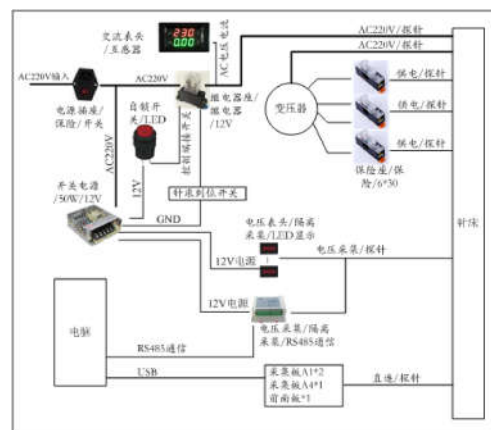 交流表头
/互感器
230
0.00
AC电压电流
AC220V/探针
AC220V/探针
AC220V输入
AC220V
电源插座/
保险/开关
自锁开
关/LED
继电器座/
继电器
/12V
变压器
供电/探针
供电/探针
供电/探针
保险座/保
险/6*30
AC220V
12V
控制端接开关
开关电源
/50W/12V
GND
针床到位开关
电压表头/隔离
采集/LED显示
电压采集/探针
12V电源
12V电源
针床
电压采集/隔离
采集/RS485通信
电脑
RS485通信
USB
采集板A1*2
采集板A4*1
前面板*1
直连/探针